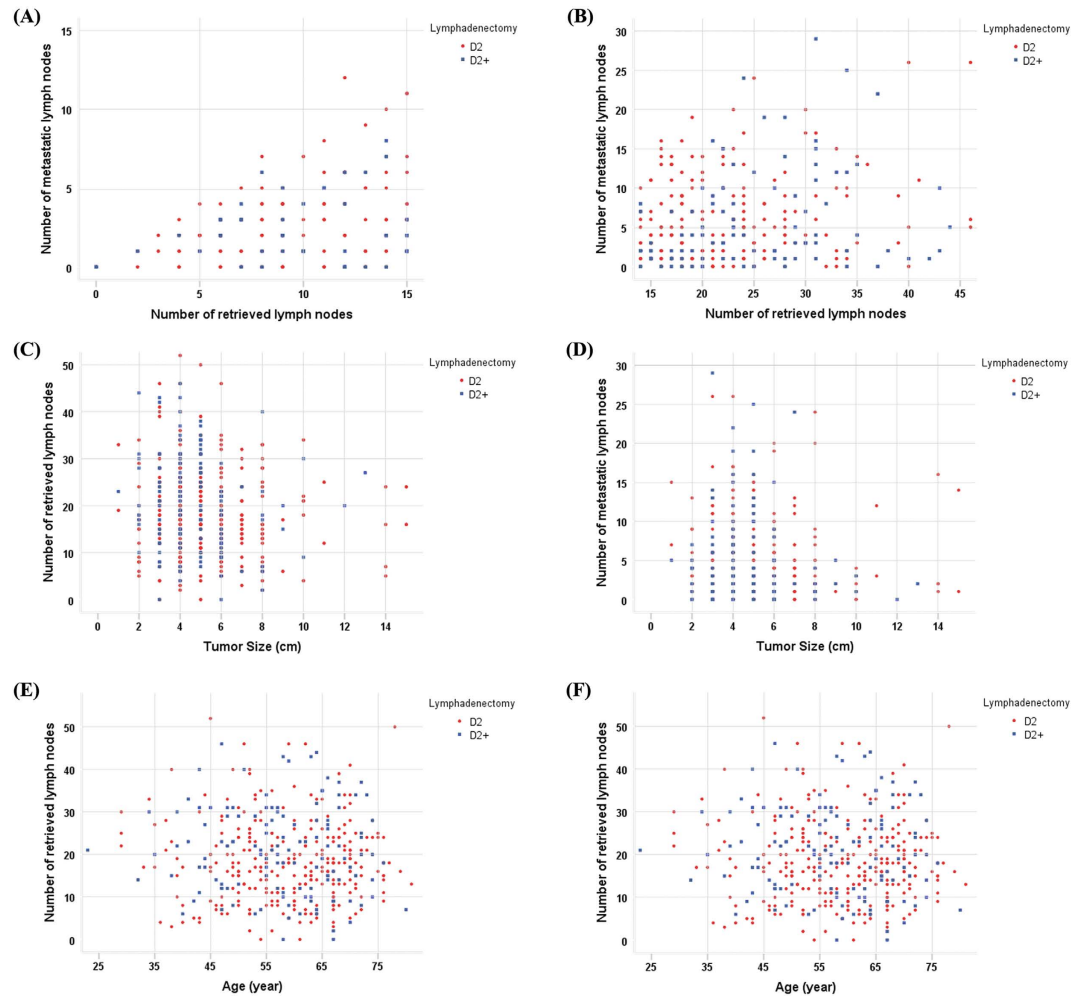 (A)
Lymphadenectomy
D2
D2+
Number of metastatic lymph nodes
15
10
5
0
0 5 10 15
Number of retrieved lymph nodes
(B)
Lymphadenectomy
D2
D2+
Number of metastatic lymph nodes
30
25
20
15
10
5
0
15 20 25 30 35 40 45
Number of retrieved lymph nodes
(C)
Lymphadenectomy
D2
D2+
Number of retrieved lymph nodes
50
40
30
20
10
0
0 2 4 6 8 10 12 14
Tumor Size (cm)
(D)
Lymphadenectomy
D2
D2+
Number of metastatic lymph nodes
30
25
20
15
10
5
0
0 2 4 6 8 10 12 14
Tumor Size (cm)
(E)
Lymphadenectomy
D2
D2+
Number of retrieved lymph nodes
50
40
30
20
10
0
25 35 45 55 65 75
Age (year)
(F)
Lymphadenectomy
D2
D2+
Number of retrieved lymph nodes
50
40
30
20
10
0
25 35 45 55 65 75
Age (year)